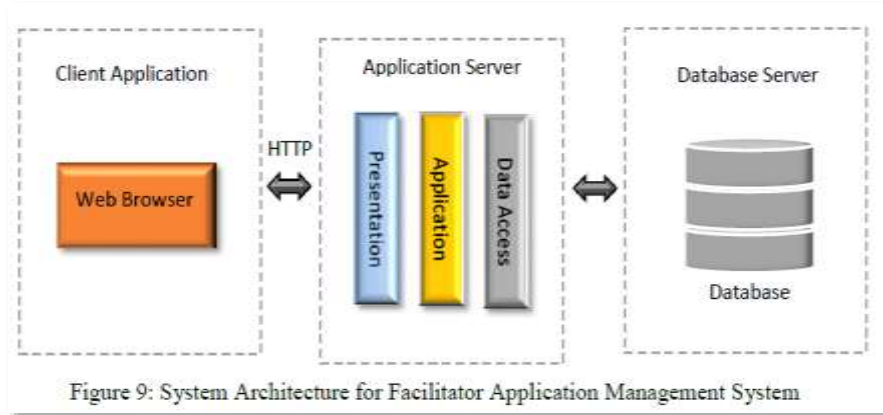 Client Application
Web Browser
HTTP
Application Server
Presentation
Application
Data Access
Database Server
Database
Figure 9: System Architecture for Facilitator Application Management System